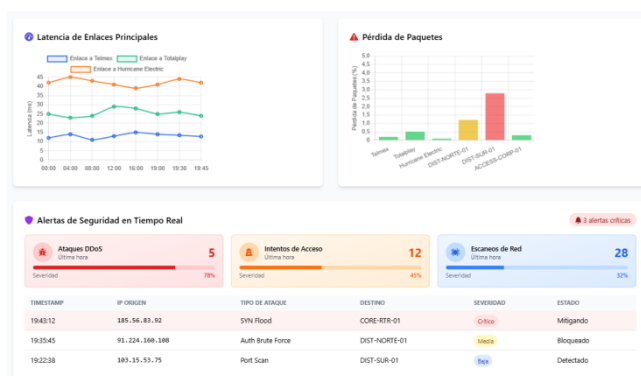 Latencia de Enlaces Principales
Enlace a Telmex Enlace a Totalplay
Enlace a Hurricane Electric
Latencia (ms)
45
40
35
30
25
20
15
10
5
0
00:00 04:00 08:00 12:00 16:00 19:00 19:30 19:45
Pérdida de Paquetes
Pérdida de Paquetes (%)
5,0
4,5
4,0
3,5
3,0
2,5
2,0
1,5
1,0
0,5
0
Telmex Totalplay Hurricane Electric DIST-NORTE-01 DIST-SUR-01 ACCESS-CORP-01
Alertas de Seguridad en Tiempo Real 3 alertas críticas
Ataques DDoS 5
Última hora
Severidad 78%
Intentos de Acceso 12
Última hora
Severidad 45%
Escaneos de Red 28
Última hora
Severidad 32%
TIMESTAMP IP ORIGEN TIPO DE ATAQUE DESTINO SEVERIDAD ESTADO
19:43:12 185.56.83.92 SYN Flood CORE-RTR-01 Crítico Mitigando
19:35:45 91.224.160.108 Auth Brute Force DIST-NORTE-01 Media Bloqueado
19:22:38 103.15.53.75 Port Scan DIST-SUR-01 Baja Detectado